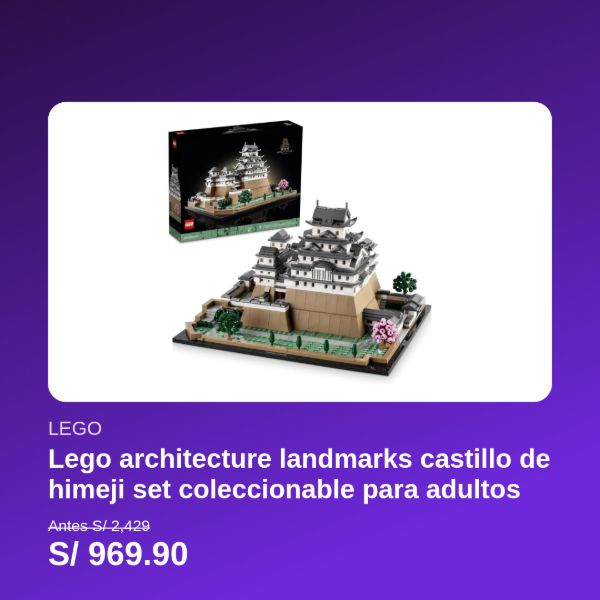 LEGO
Lego architecture landmarks castillo de
himeji set coleccionable para adultos
Antes S/ 2,429
S/ 969.90